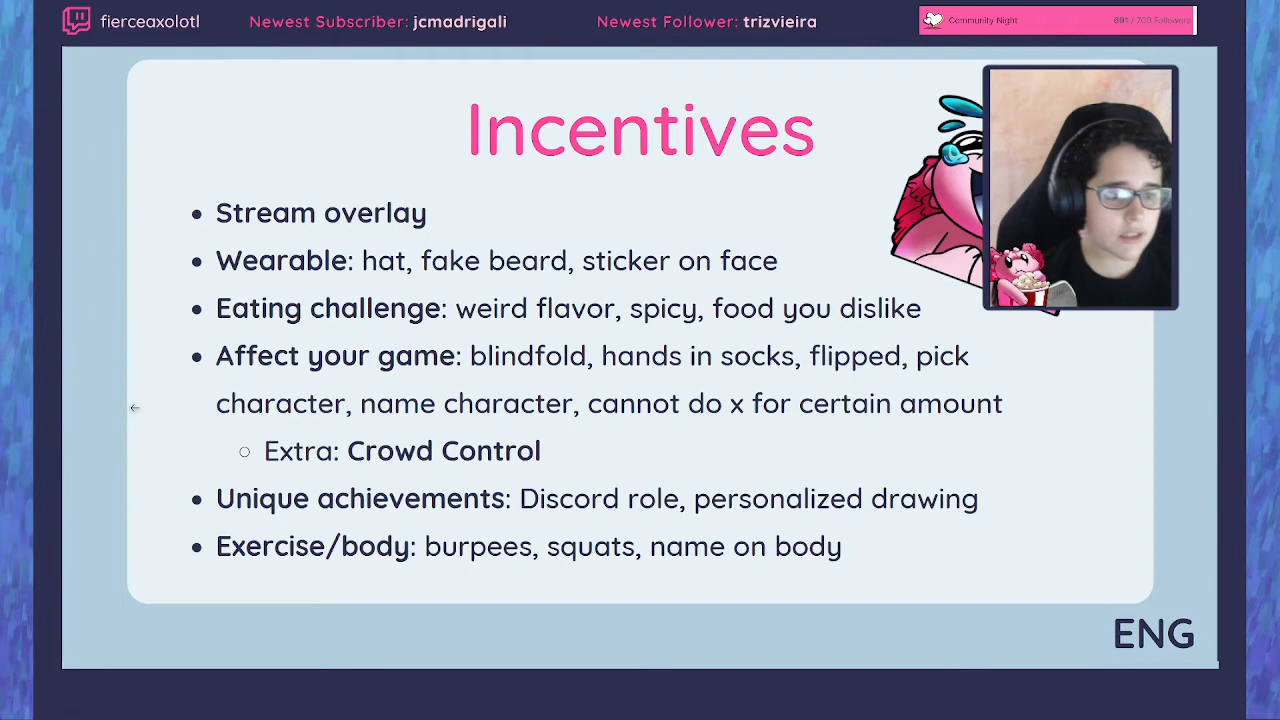 fierceaxolotl
Newest Subscriber: jcmadrigali
Newest Follower: trizvieira
Community Night
691 / 700 Followers
Incentives
Stream overlay
Wearable: hat, fake beard, sticker on face
Eating challenge: weird flavor, spicy, food you dislike
Affect your game: blindfold, hands in socks, flipped, pick
character, name character, cannot do x for certain amount
Extra: Crowd Control
Unique achievements: Discord role, personalized drawing
Exercise/body: burpees, squats, name on body
ENG